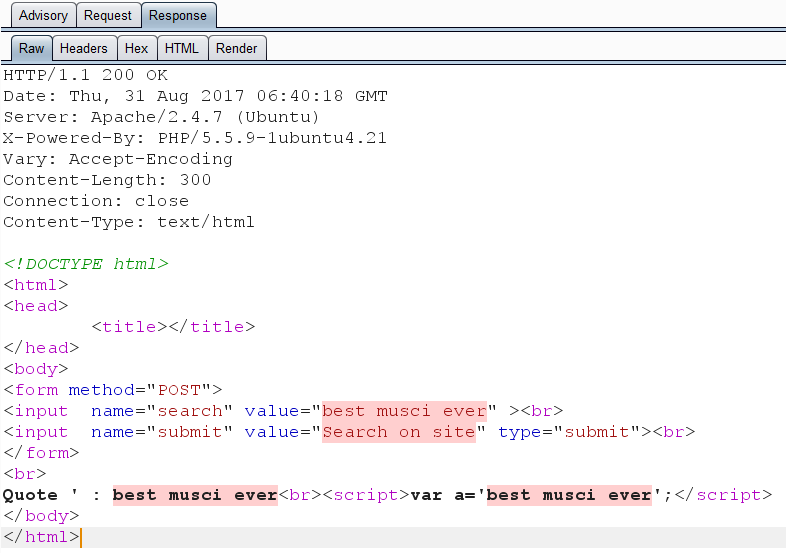 Advisory Request Response
Raw Headers Hex HTML Render
HTTP/1.1 200 OK
Date: Thu, 31 Aug 2017 06:40:18 GMT
Server: Apache/2.4.7 (Ubuntu)
X-Powered-By: PHP/5.5.9-1ubuntu4.21
Vary: Accept-Encoding
Content-Length: 300
Connection: close
Content-Type: text/html
<!DOCTYPE html>
<html>
<head>
<title></title>
</head>
<body>
<form method="POST">
<input  name="search" value="best musci ever" ><br>
<input  name="submit" value="Search on site" type="submit"><br>
</form>
<br>
Quote ' : best musci ever<br><script>var a='best musci ever';</script>
</body>
</html>